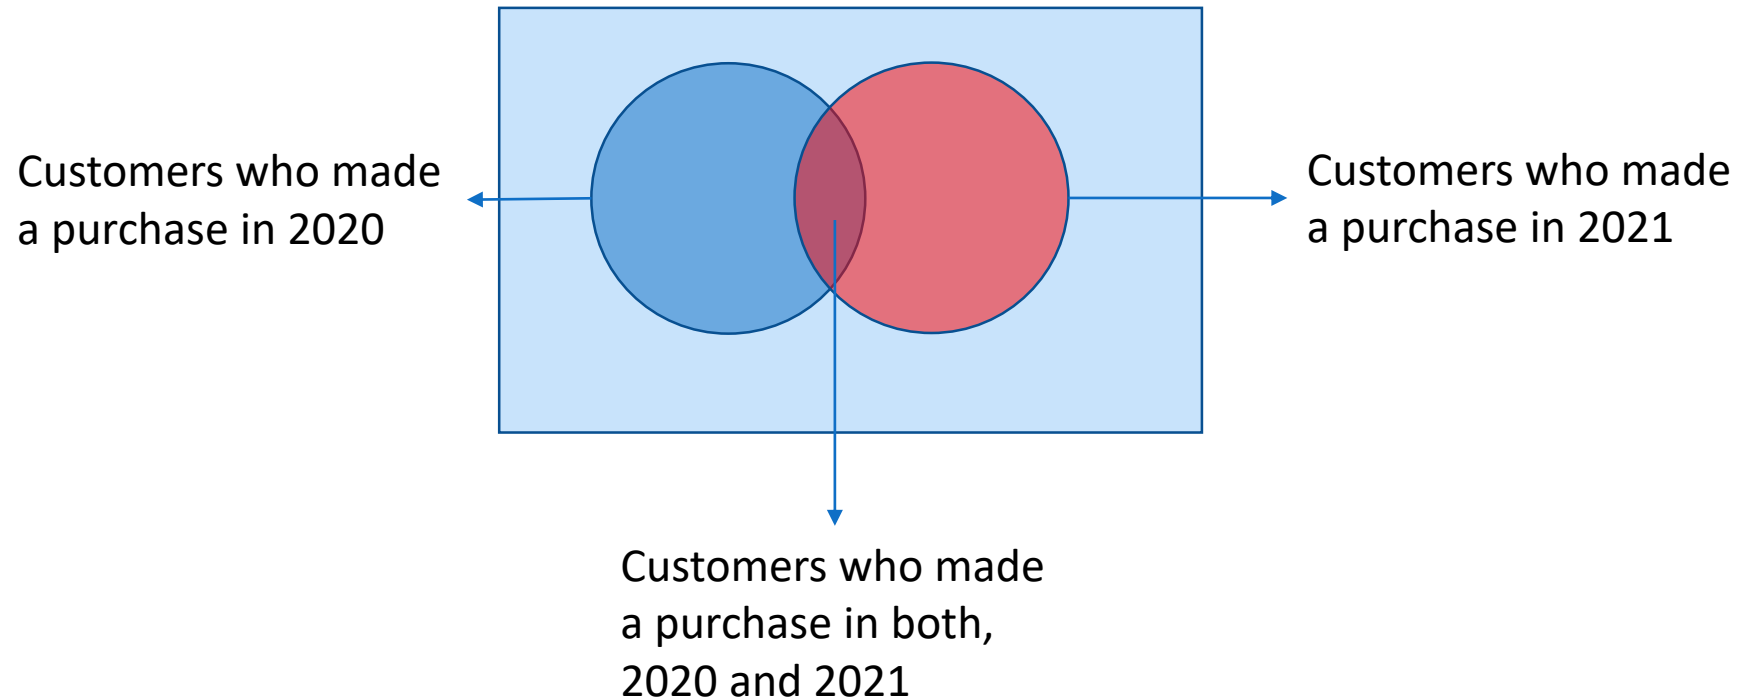 Customers who made
a purchase in 2020
Customers who made
a purchase in 2021
Customers who made
a purchase in both,
2020 and 2021